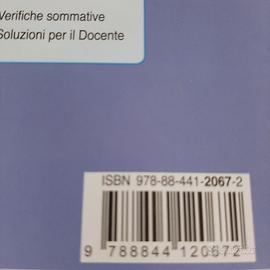 Verifiche sommative
Soluzioni per il Docente
ISBN 978-88-441-2067-2
9 788844 120672